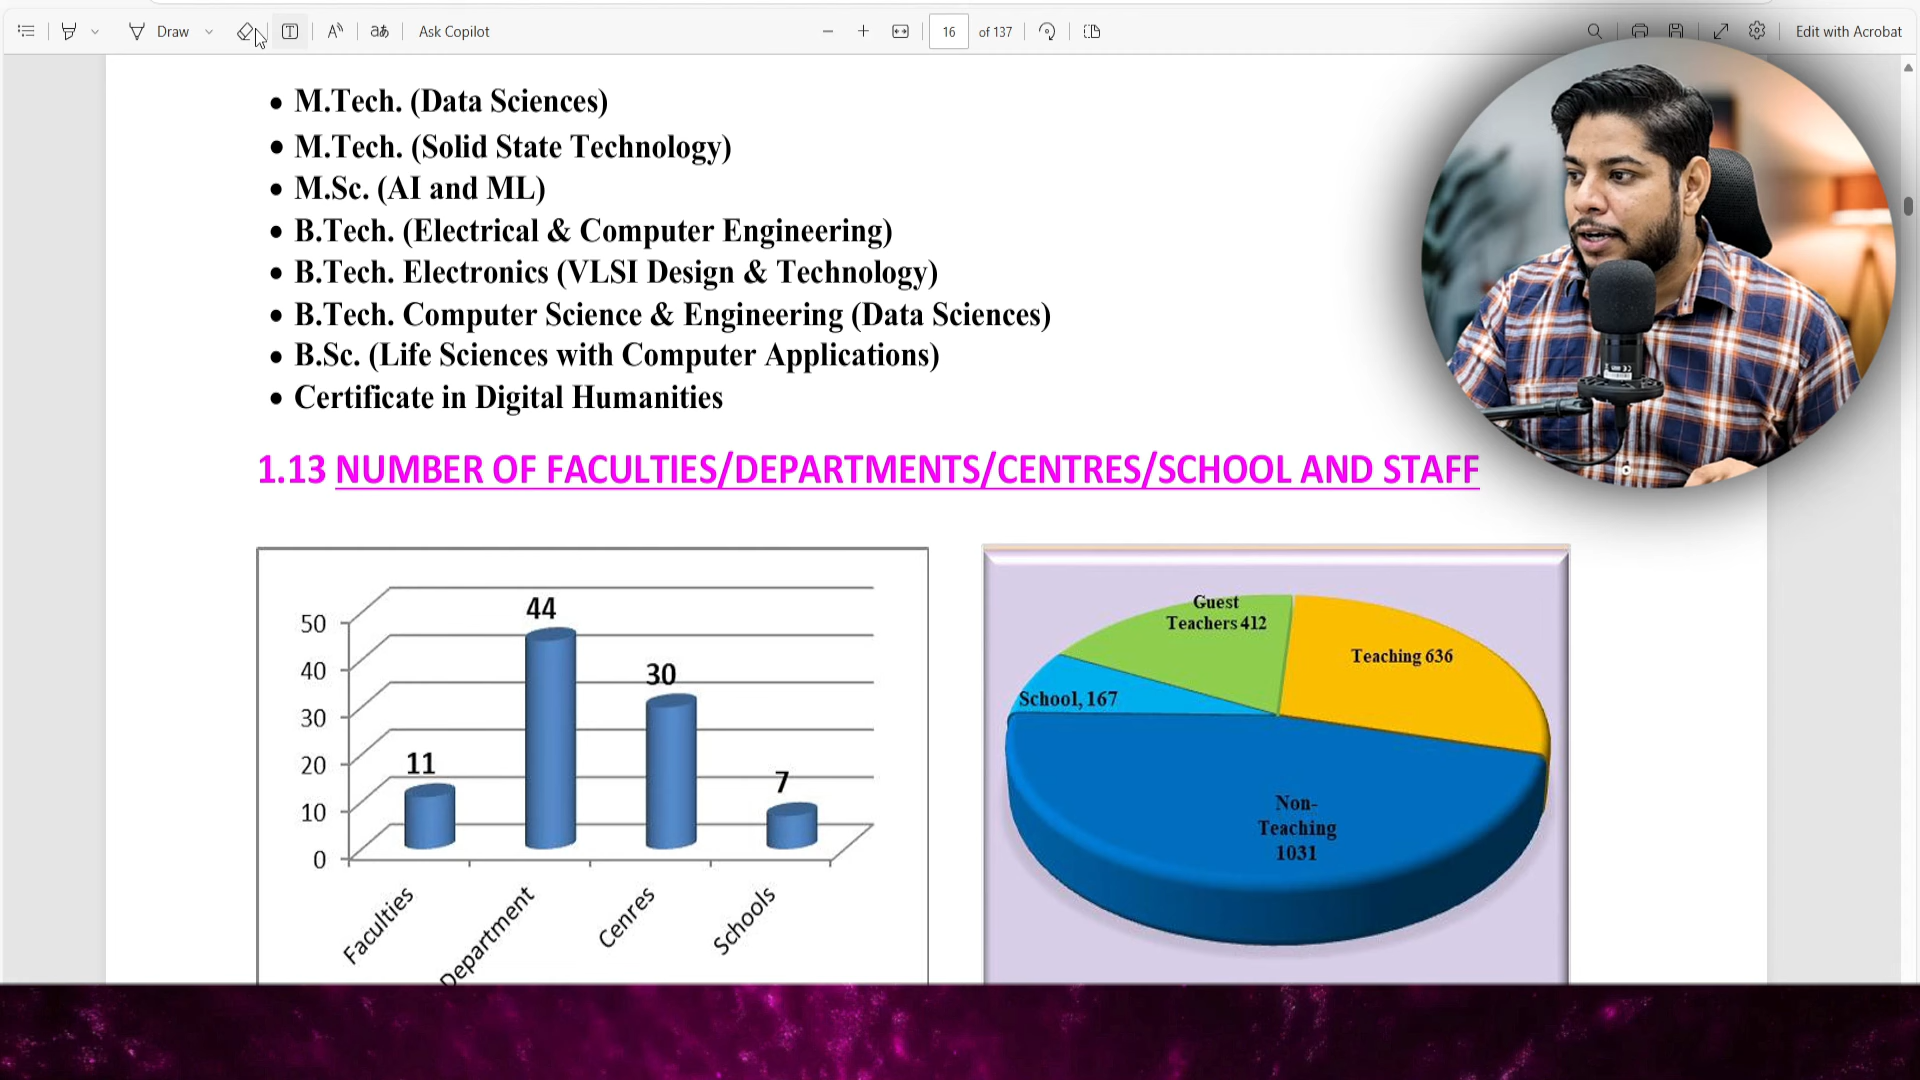 Draw
Ask Copilot
16 of 137
Edit with Acrobat
• M.Tech. (Data Sciences)
• M.Tech. (Solid State Technology)
• M.Sc. (AI and ML)
• B.Tech. (Electrical & Computer Engineering)
• B.Tech. Electronics (VLSI Design & Technology)
• B.Tech. Computer Science & Engineering (Data Sciences)
• B.Sc. (Life Sciences with Computer Applications)
• Certificate in Digital Humanities
1.13 NUMBER OF FACULTIES/DEPARTMENTS/CENTRES/SCHOOL AND STAFF
50
40
30
20
10
0
11
44
30
7
Faculties
Department
Cenres
Schools
Guest
Teachers 412
Teaching 636
School, 167
Non-
Teaching
1031